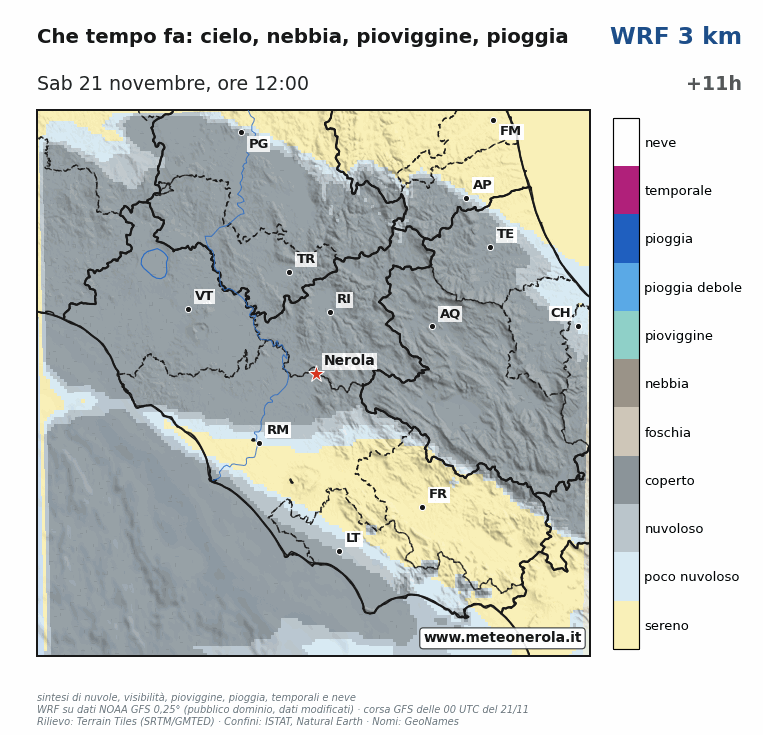 Che tempo fa: cielo, nebbia, pioviggine, pioggia
WRF 3 km
Sab 21 novembre, ore 12:00
+11h
FM
PG
AP
TE
TR
VT
RI
AQ
CH
Nerola
RM
FR
LT
www.meteonerola.it
neve
temporale
pioggia
pioggia debole
pioviggine
nebbia
foschia
coperto
nuvoloso
poco nuvoloso
sereno
sintesi di nuvole, visibilità, pioviggine, pioggia, temporali e neve
WRF su dati NOAA GFS 0,25° (pubblico dominio, dati modificati) · corsa GFS delle 00 UTC del 21/11
Rilievo: Terrain Tiles (SRTM/GMTED) · Confini: ISTAT, Natural Earth · Nomi: GeoNames